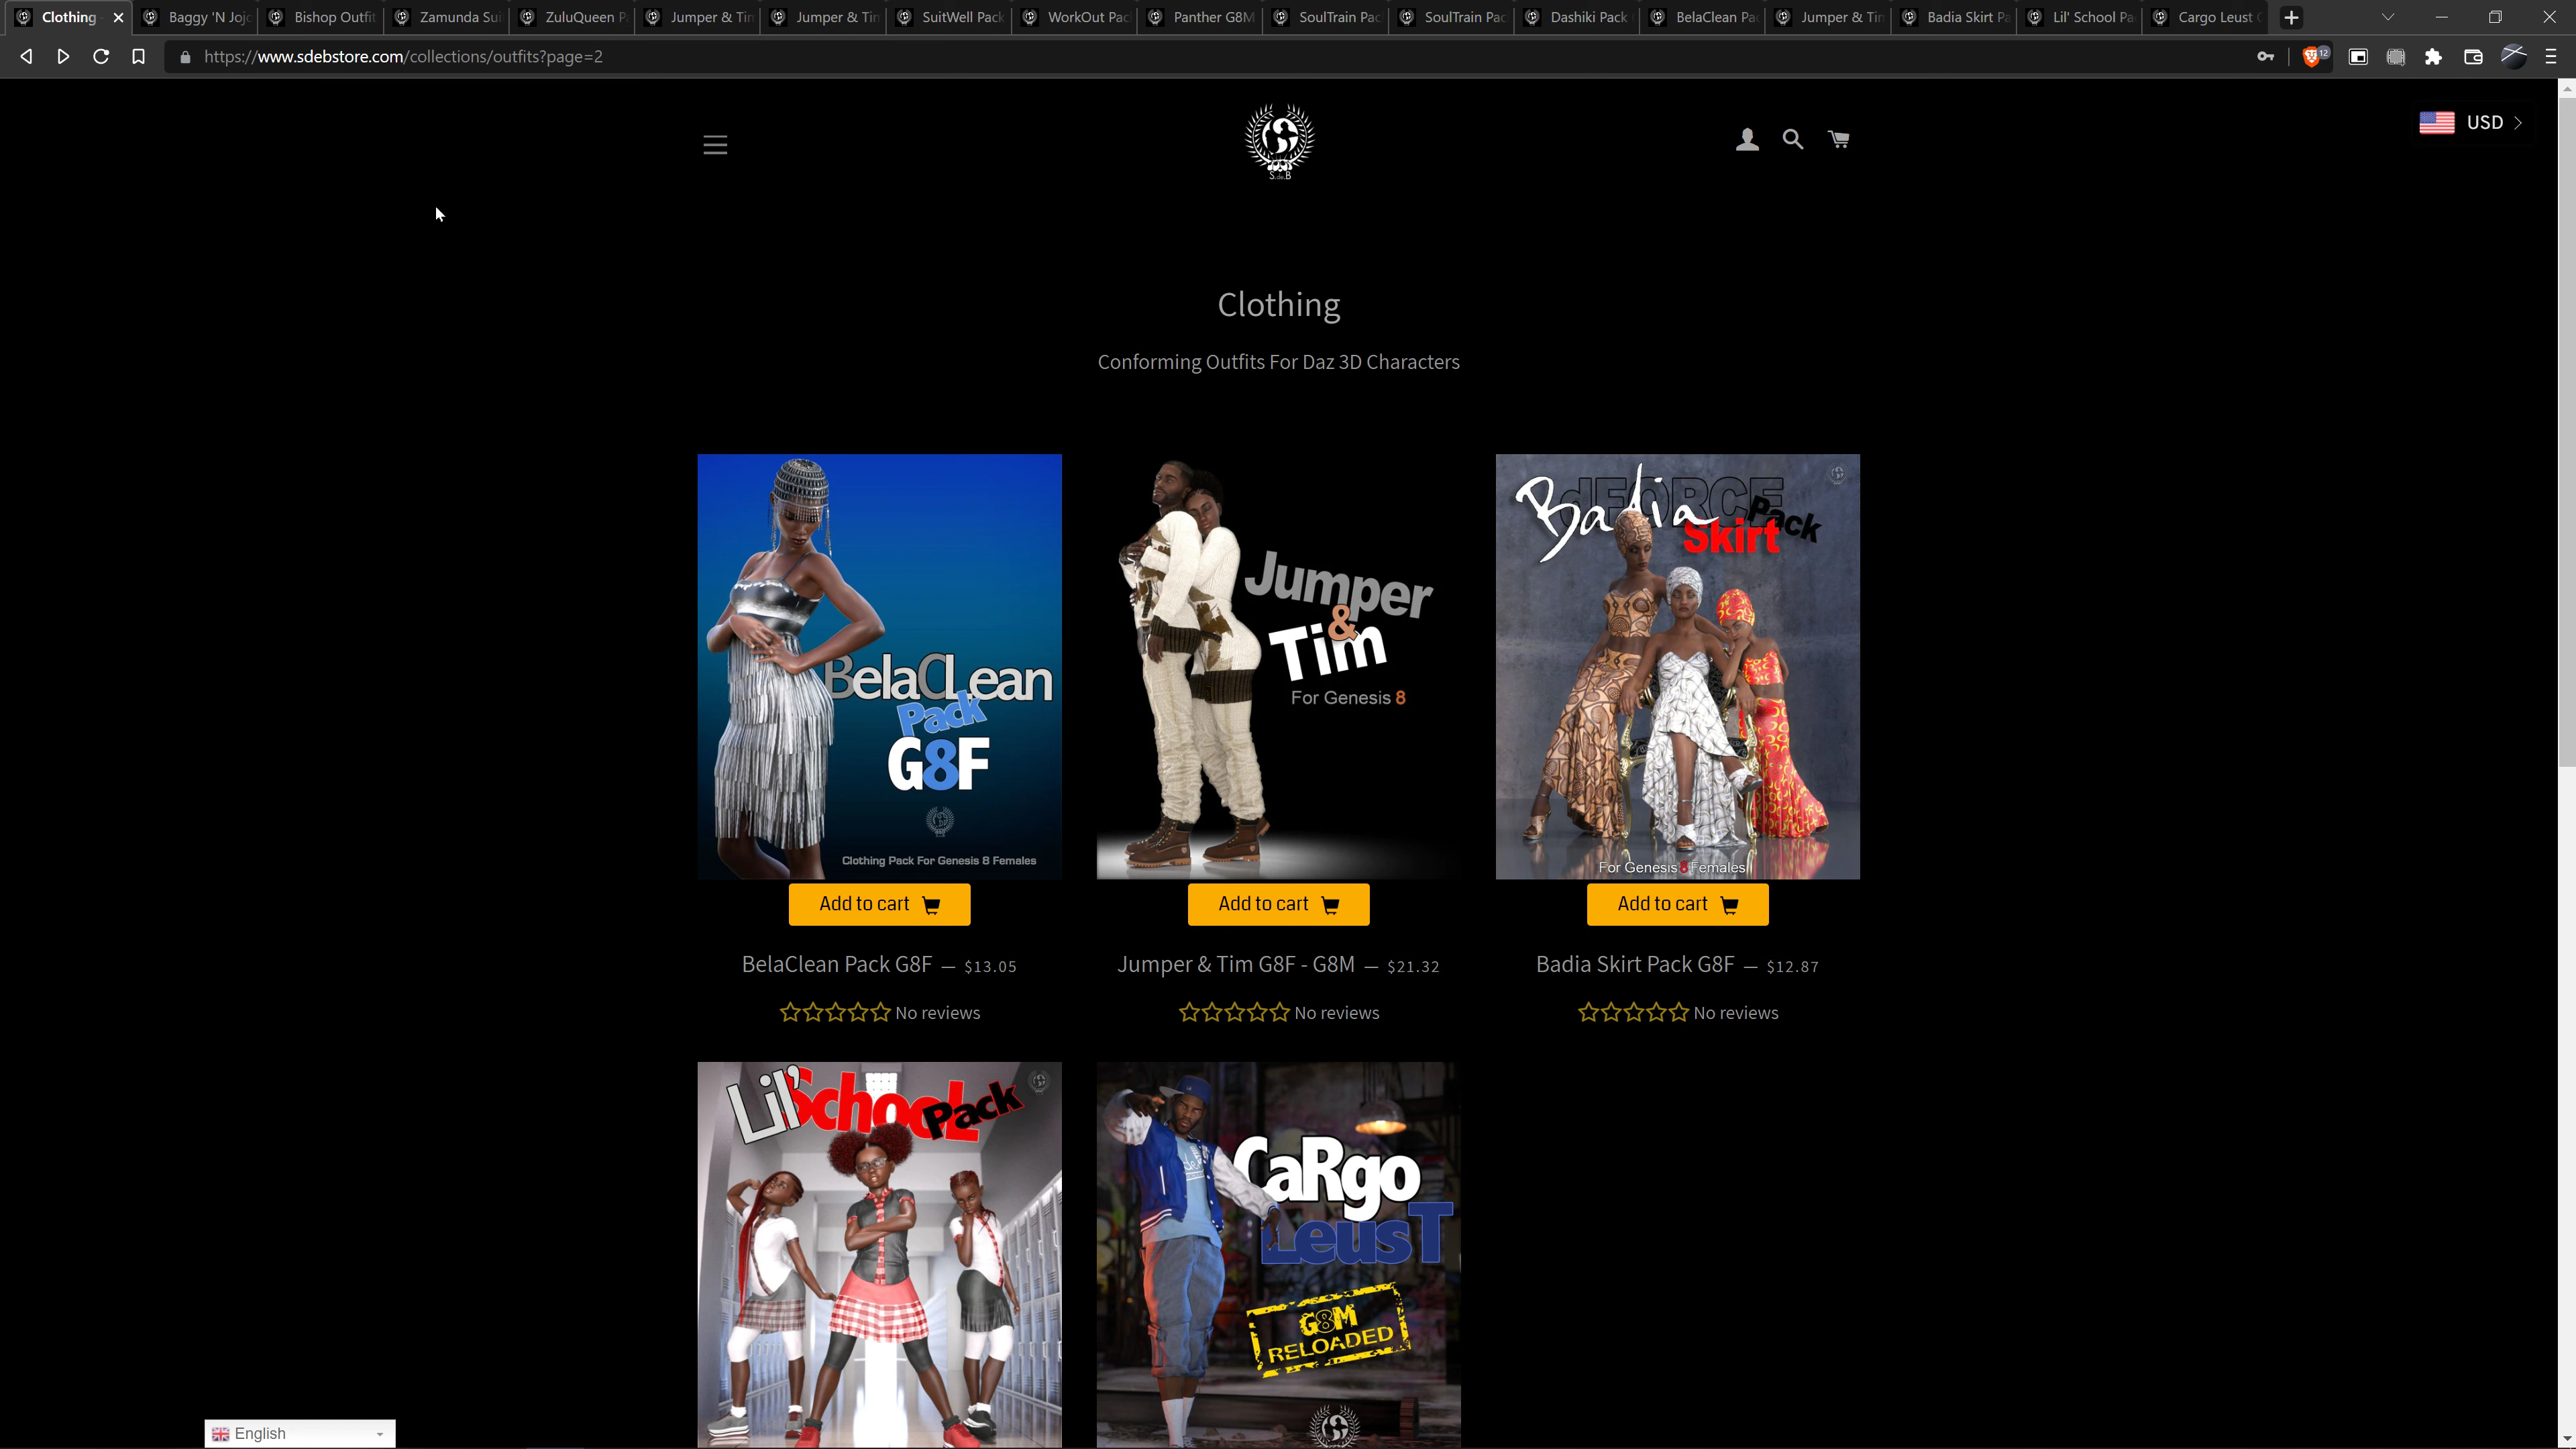 Clothing
Baggy 'N Jojo
Bishop Outfit
Zamunda Sui
ZuluQueen P
Jumper & Tim
Jumper & Tim
SuitWell Pack
WorkOut Pac
Panther G8M
SoulTrain Pac
SoulTrain Pac
Dashiki Pack
BelaClean Pac
Jumper & Tim
Badia Skirt Pa
Lil' School Pa
Cargo Leust G
https://www.sdebstore.com/collections/outfits?page=2
12
S.de.B
USD
Clothing
Conforming Outfits For Daz 3D Characters
BelaClean
Pack
G8F
Clothing Pack For Genesis 8 Females
Jumper
&
Tim
For Genesis 8
dFORCE
Badia
Pack
Skirt
For Genesis 8 Females
Add to cart
Add to cart
Add to cart
BelaClean Pack G8F — $13.05
Jumper & Tim G8F - G8M — $21.32
Badia Skirt Pack G8F — $12.87
No reviews
No reviews
No reviews
Lil' SchooL Pack
CaRgo
LeusT
G8M
RELOADED
English